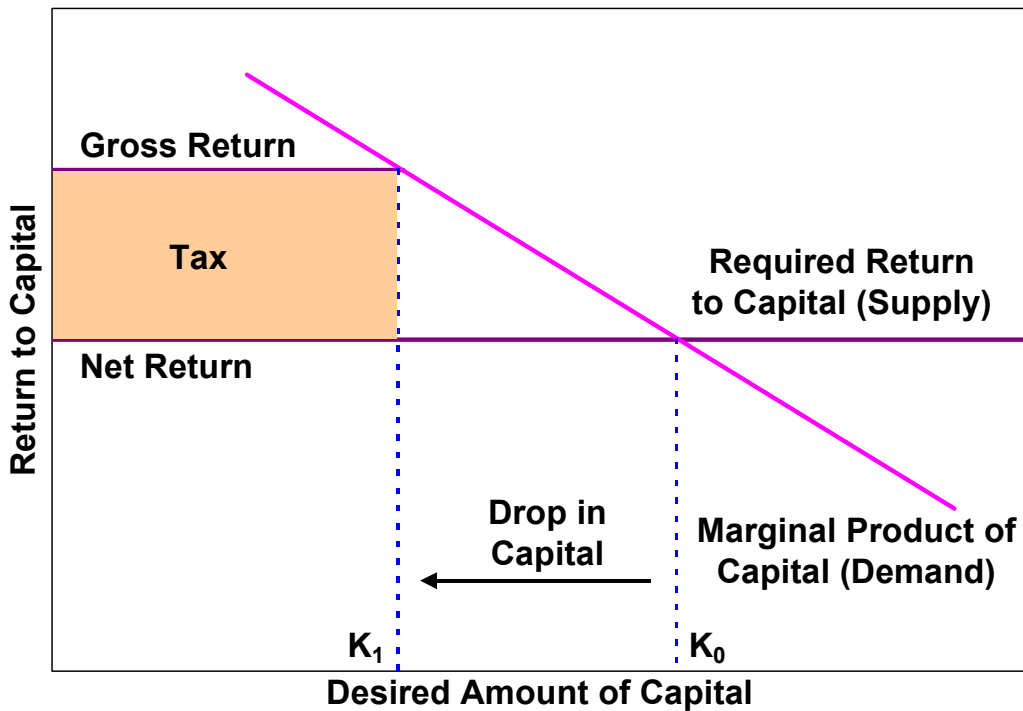 Gross Return
Tax
Required Return
to Capital (Supply)
Net Return
Return to Capital
Drop in
Capital
Marginal Product of
Capital (Demand)
K₁
K₀
Desired Amount of Capital